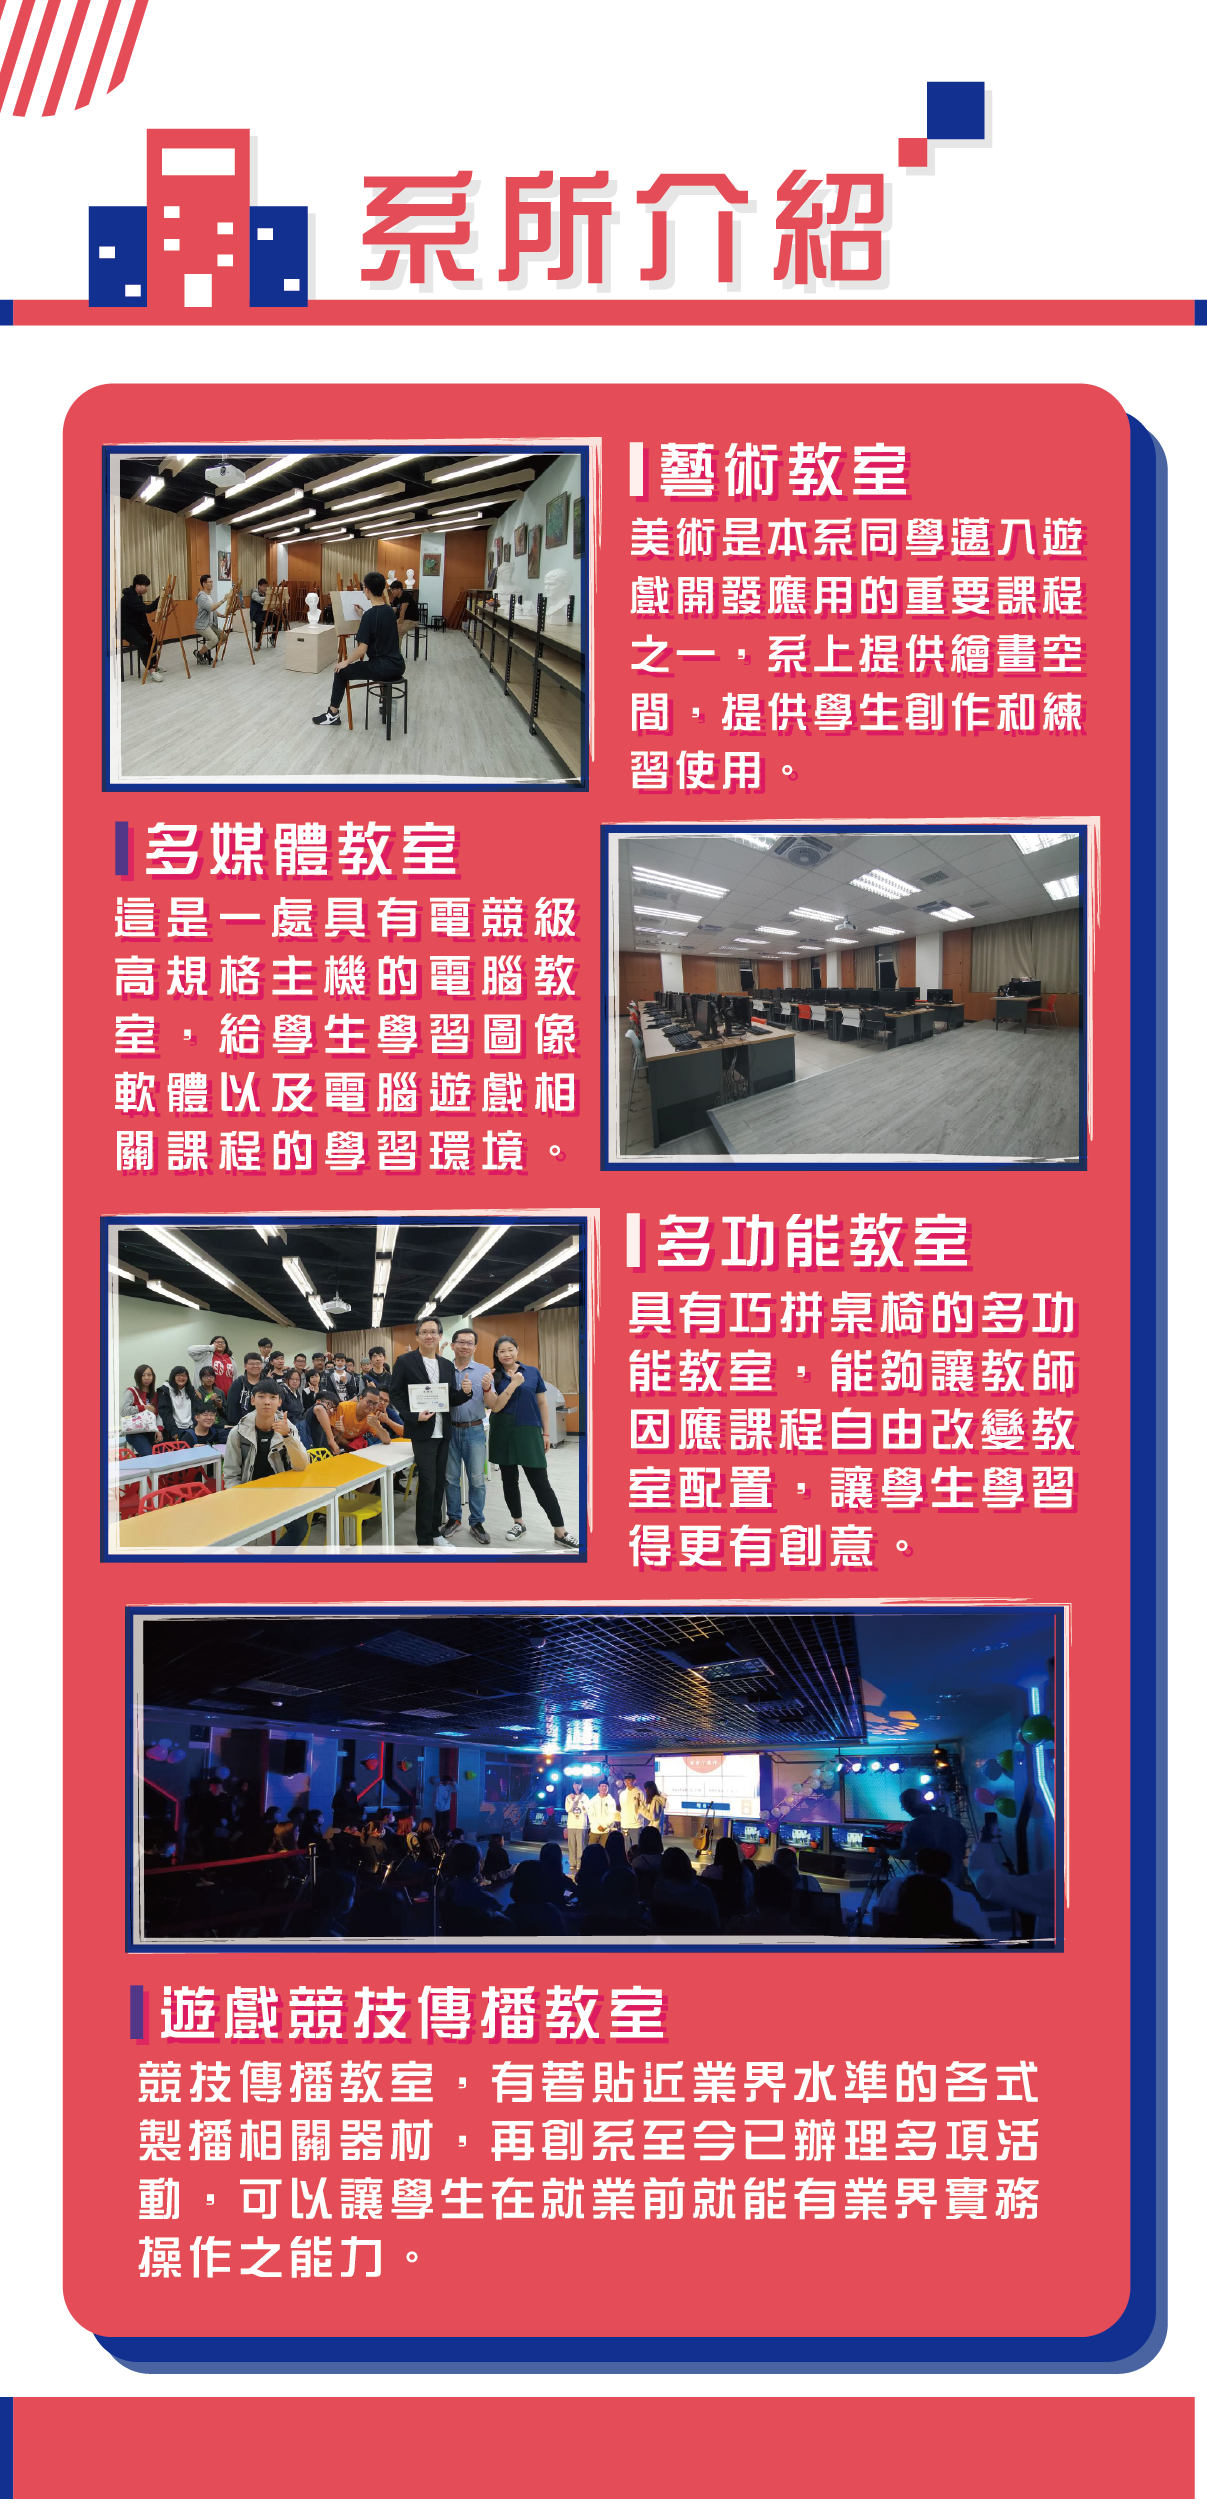 系所介紹
藝術教室
美術是本系同學邁入遊
戲開發應用的重要課程
之一，系上提供繪畫空
間，提供學生創作和練
習使用。
多媒體教室
這是一處具有電競級
高規格主機的電腦教
室，給學生學習圖像
軟體以及電腦遊戲相
關課程的學習環境。
多功能教室
具有巧拼桌椅的多功
能教室，能夠讓教師
因應課程自由改變教
室配置，讓學生學習
得更有創意。
遊戲競技傳播教室
競技傳播教室，有著貼近業界水準的各式
製播相關器材，再創系至今已辦理多項活
動，可以讓學生在就業前就能有業界實務
操作之能力。